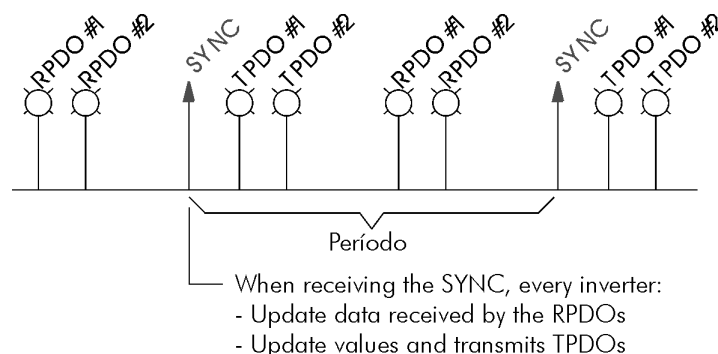 RPDO #1
RPDO #2
SYNC
TPDO #1
TPDO #2
RPDO #1
RPDO #2
SYNC
TPDO #1
TPDO #2
Período
When receiving the SYNC, every inverter:
- Update data received by the RPDOs
- Update values and transmits TPDOs